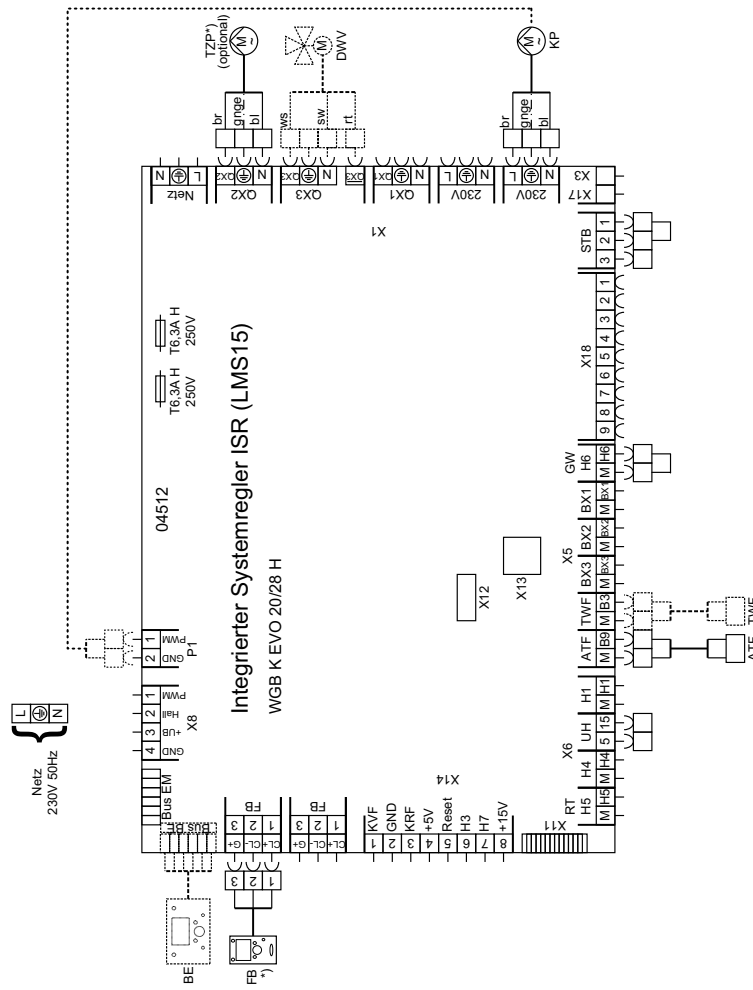 TZP*)
(optional)
M
~
DWV
M
KP
M
~
br
gnge
bl
ws
sw
rt
br
gnge
bl
N
L
Netz
QX2
N
QX2
QX3
N
QX3
QX3
QX1
N
QX1
L
N
230V
L
N
230V
X3
X17
X1
STB
1
2
3
X18
1
2
3
4
5
6
7
8
9
T6,3A H
250V
T6,3A H
250V
04512
Integrierter Systemregler ISR (LMS15)
WGB K EVO 20/28 H
X12
X13
GW
H6
H6
M
BX1
BX1
M
BX2
BX2
M
X5
BX3
BX3
M
TWF
B3
M
ATF
B9
M
TWF
ATF
H1
H1
M
X6
UH
15
5
H4
H4
M
RT
H5
H5
M
X11
X14
1 KVF
2 GND
3 KRF
4 +5V
5 Reset
6 H3
7 H7
8 +15V
P1
1 PWM
2 GND
X8
1 PWM
2 Hall
3 +UB
4 GND
Bus EM
Bus BE
FB
3 G+
2 CL-
1 CL+
FB
3 G+
2 CL-
1 CL+
3
2
1
BE
FB
*)
Netz
230V 50Hz
L
N